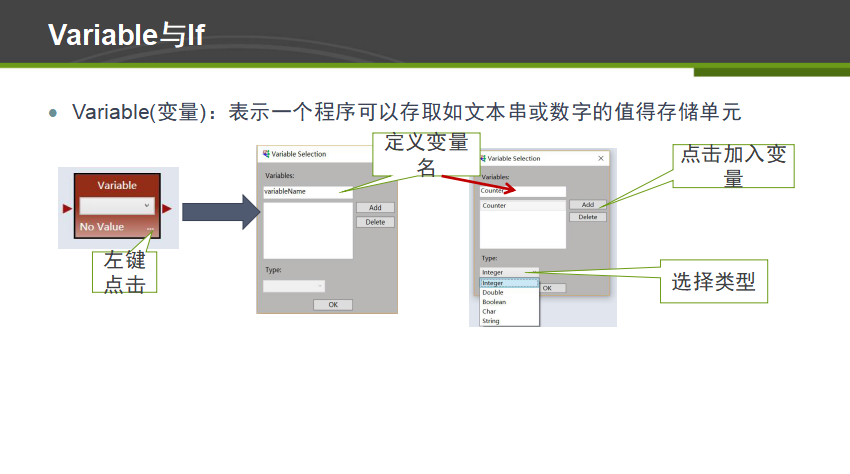 Variable与If
Variable(变量)：表示一个程序可以存取如文本串或数字的值得存储单元
Variable
No Value
...
左键
点击
Variable Selection
Variables:
variableName
Add
Delete
Type:
OK
定义变量
名
Variable Selection
Variables:
Counter
Counter
Add
Delete
Type:
Integer
Integer
Double
Boolean
Char
String
OK
点击加入变
量
选择类型